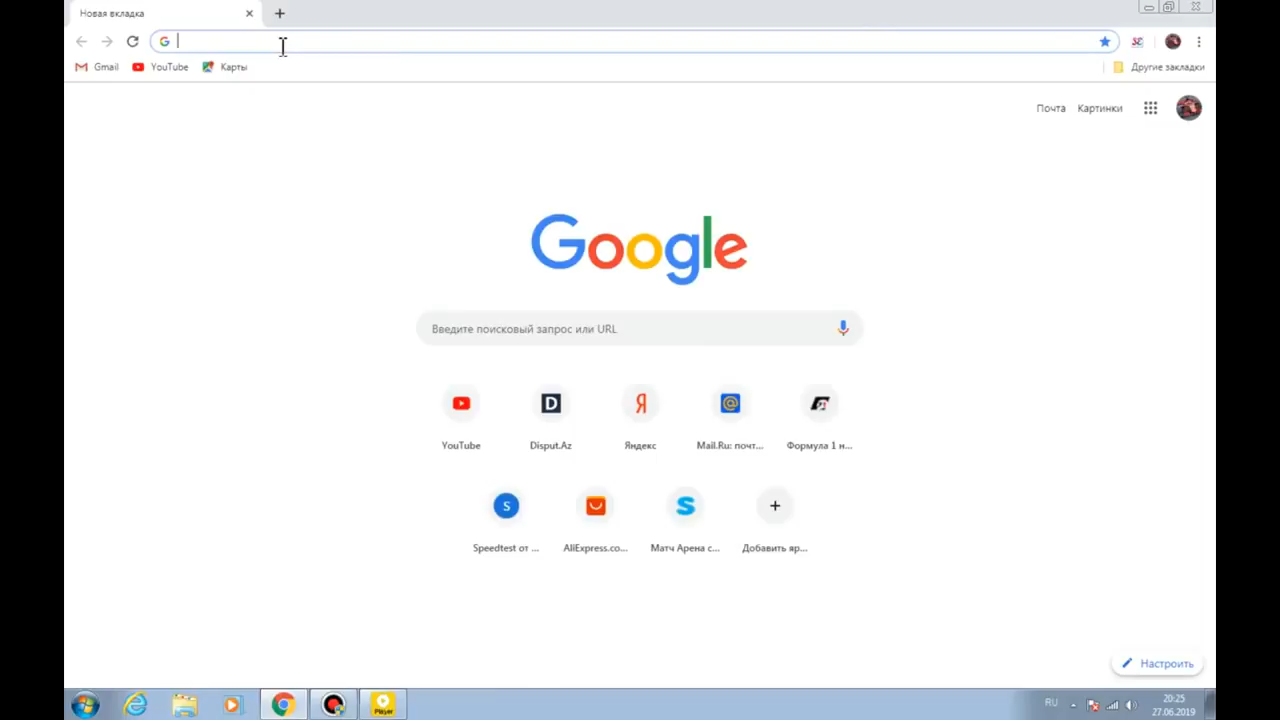 Новая вкладка
Gmail YouTube Карты Другие закладки
Почта Картинки
Google
Введите поисковый запрос или URL
D Я @
YouTube Disput.Az Яндекс Mail.Ru: почт... Формула 1 н...
S S
Speedtest от ... AliExpress.co... Матч Арена с... Добавить яр...
Настроить
Player
RU 20:25
27.06.2019